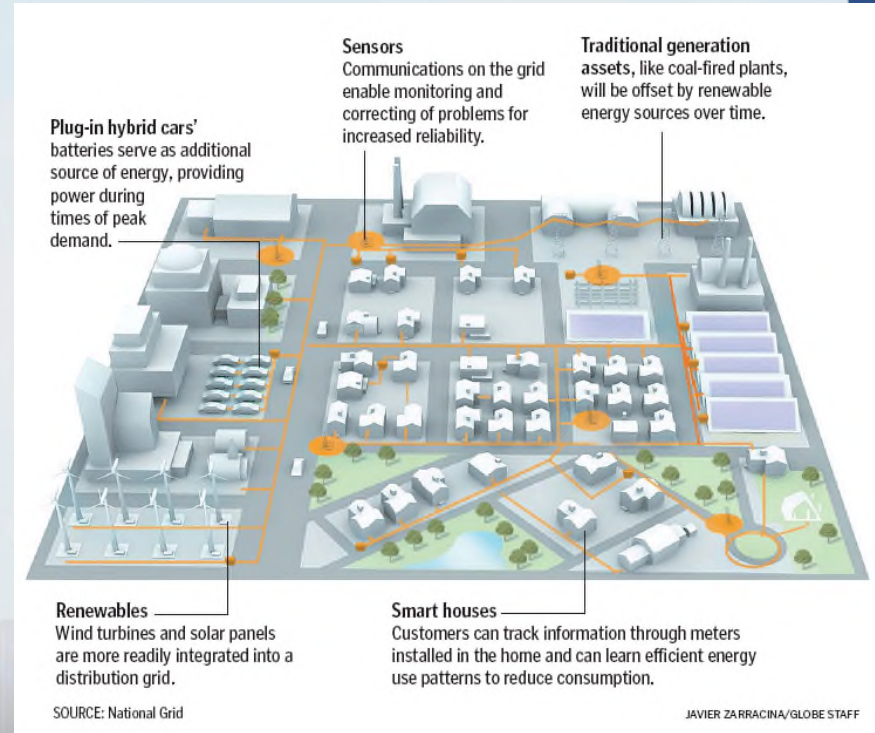 Sensors
Communications on the grid
enable monitoring and
correcting of problems for
increased reliability.
Traditional generation
assets, like coal-fired plants,
will be offset by renewable
energy sources over time.
Plug-in hybrid cars’
batteries serve as additional
source of energy, providing
power during
times of peak
demand.
Renewables
Wind turbines and solar panels
are more readily integrated into a
distribution grid.
Smart houses
Customers can track information through meters
installed in the home and can learn efficient energy
use patterns to reduce consumption.
SOURCE: National Grid
JAVIER ZARRACINA/GLOBE STAFF